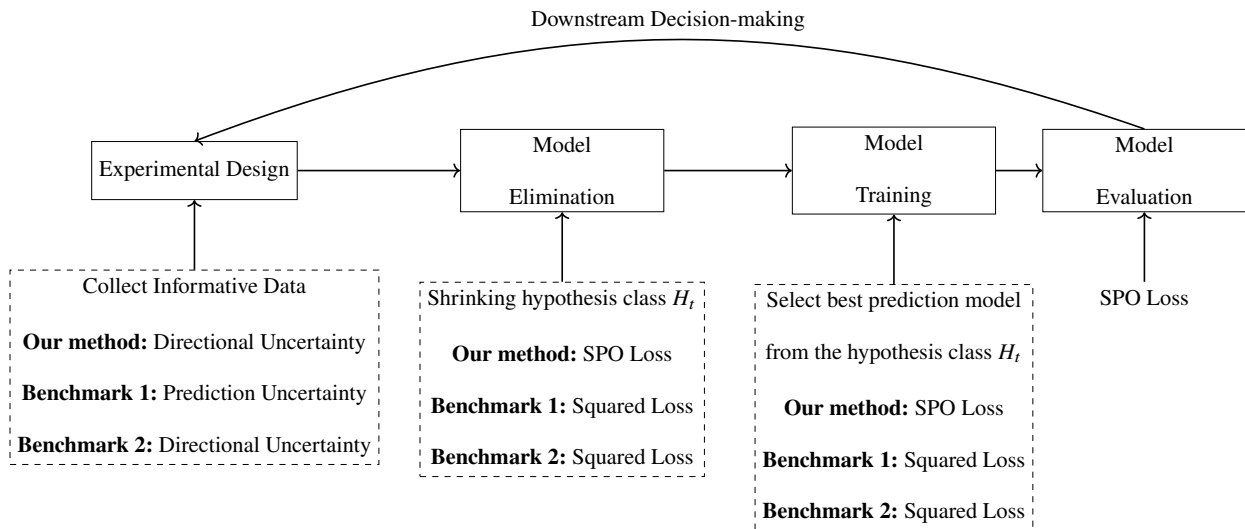 Downstream Decision-making
Experimental Design
Model
Elimination
Model
Training
Model
Evaluation
Collect Informative Data
Our method: Directional Uncertainty
Benchmark 1: Prediction Uncertainty
Benchmark 2: Directional Uncertainty
Shrinking hypothesis class H_t
Our method: SPO Loss
Benchmark 1: Squared Loss
Benchmark 2: Squared Loss
Select best prediction model
from the hypothesis class H_t
Our method: SPO Loss
Benchmark 1: Squared Loss
Benchmark 2: Squared Loss
SPO Loss